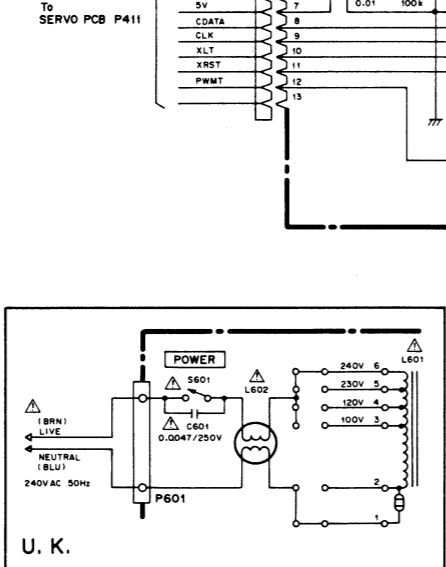 To
SERVO PCB P411
5V 7
CDATA 8
CLK 9
XLT 10
XRST 11
PWMT 12
13
0.01 100k
POWER
S601
C601
0.0047/250V
L602
L601
240V 6
230V 5
120V 4
100V 3
2
1
(BRN)
LIVE
NEUTRAL
(BLU)
240V AC 50Hz
P601
U. K.